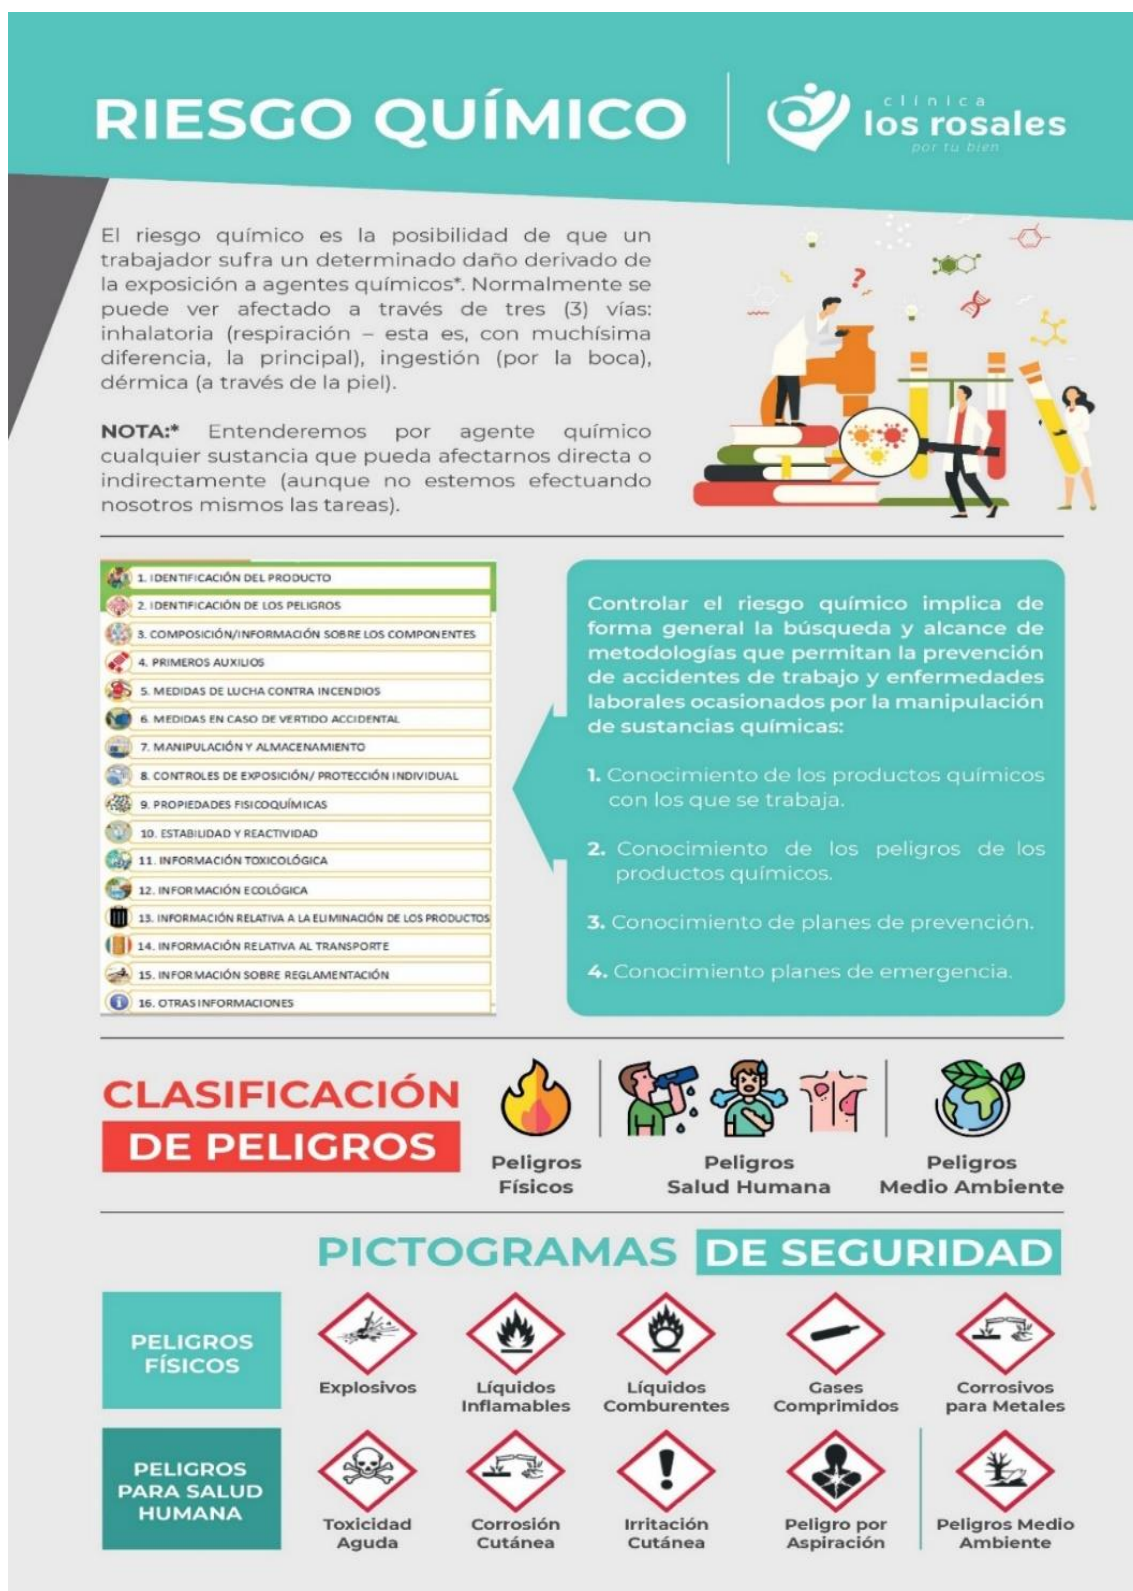 RIESGO QUÍMICO
clínica
los rosales
por tu bien
El riesgo químico es la posibilidad de que un
trabajador sufra un determinado daño derivado de
la exposición a agentes químicos*. Normalmente se
puede ver afectado a través de tres (3) vías:
inhalatoria (respiración – esta es, con muchísima
diferencia, la principal), ingestión (por la boca),
dérmica (a través de la piel).
NOTA:* Entenderemos por agente químico
cualquier sustancia que pueda afectarnos directa o
indirectamente (aunque no estemos efectuando
nosotros mismos las tareas).
?
1. IDENTIFICACIÓN DEL PRODUCTO
2. IDENTIFICACIÓN DE LOS PELIGROS
3. COMPOSICIÓN/INFORMACIÓN SOBRE LOS COMPONENTES
4. PRIMEROS AUXILIOS
5. MEDIDAS DE LUCHA CONTRA INCENDIOS
6. MEDIDAS EN CASO DE VERTIDO ACCIDENTAL
7. MANIPULACIÓN Y ALMACENAMIENTO
8. CONTROLES DE EXPOSICIÓN/ PROTECCIÓN INDIVIDUAL
9. PROPIEDADES FISICOQUÍMICAS
10. ESTABILIDAD Y REACTIVIDAD
11. INFORMACIÓN TOXICOLÓGICA
12. INFORMACIÓN ECOLÓGICA
13. INFORMACIÓN RELATIVA A LA ELIMINACIÓN DE LOS PRODUCTOS
14. INFORMACIÓN RELATIVA AL TRANSPORTE
15. INFORMACIÓN SOBRE REGLAMENTACIÓN
16. OTRAS INFORMACIONES
Controlar el riesgo químico implica de
forma general la búsqueda y alcance de
metodologías que permitan la prevención
de accidentes de trabajo y enfermedades
laborales ocasionados por la manipulación
de sustancias químicas:
1. Conocimiento de los productos químicos
con los que se trabaja.
2. Conocimiento de los peligros de los
productos químicos.
3. Conocimiento de planes de prevención.
4. Conocimiento planes de emergencia.
CLASIFICACIÓN
DE PELIGROS
Peligros
Físicos
Peligros
Salud Humana
Peligros
Medio Ambiente
PICTOGRAMAS DE SEGURIDAD
PELIGROS
FÍSICOS
Explosivos
Líquidos
Inflamables
Líquidos
Comburentes
Gases
Comprimidos
Corrosivos
para Metales
PELIGROS
PARA SALUD
HUMANA
Toxicidad
Aguda
Corrosión
Cutánea
Irritación
Cutánea
Peligro por
Aspiración
Peligros Medio
Ambiente